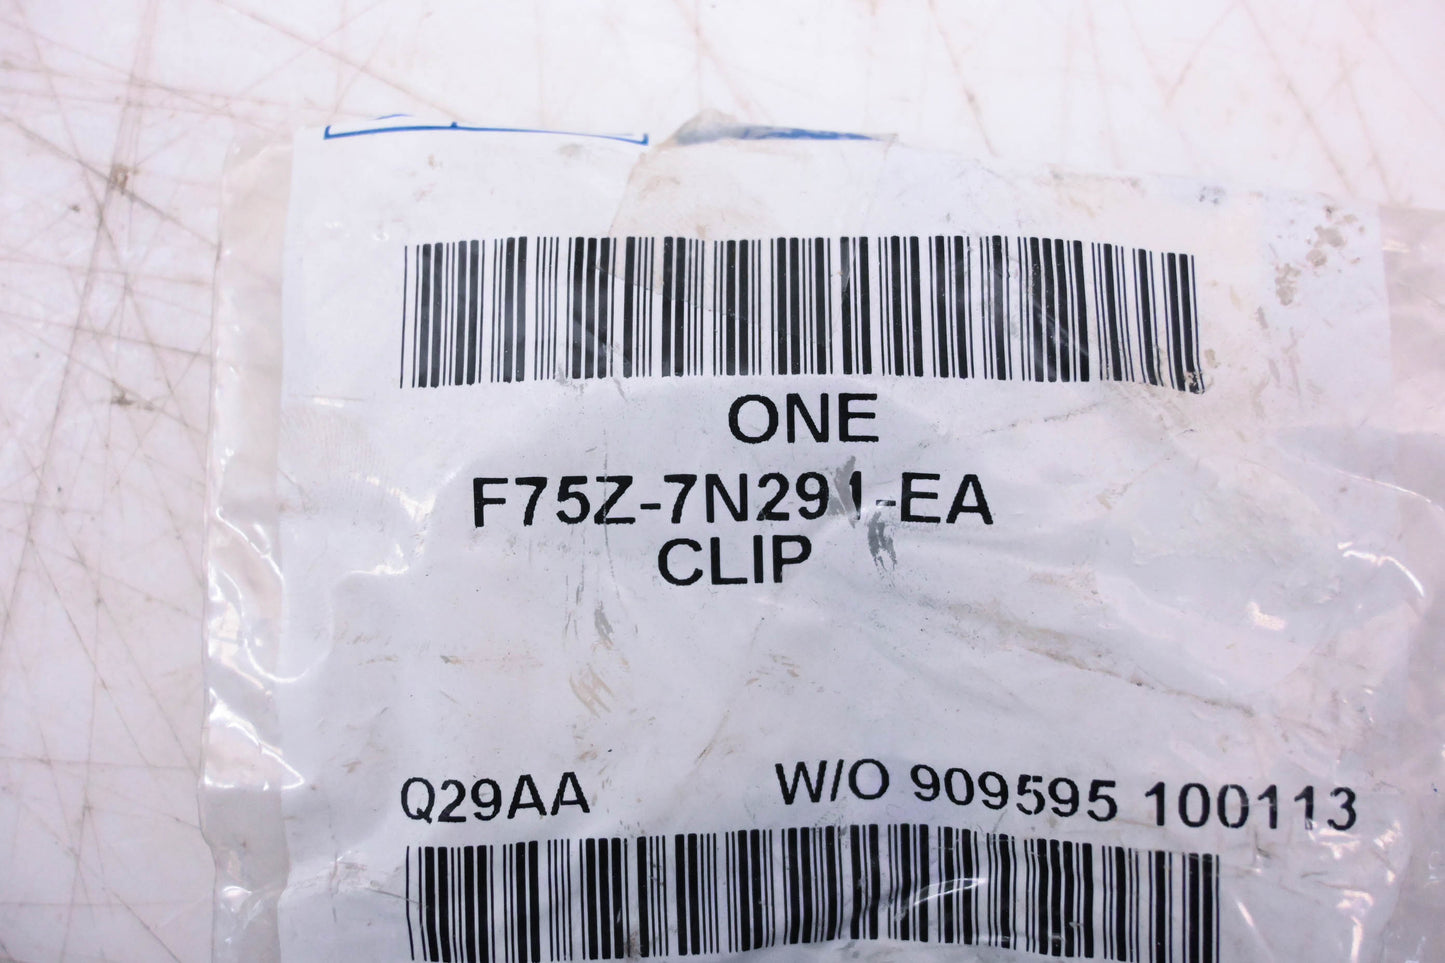 ONE
F75Z-7N291-EA
CLIP
Q29AA W/O 909595 100113